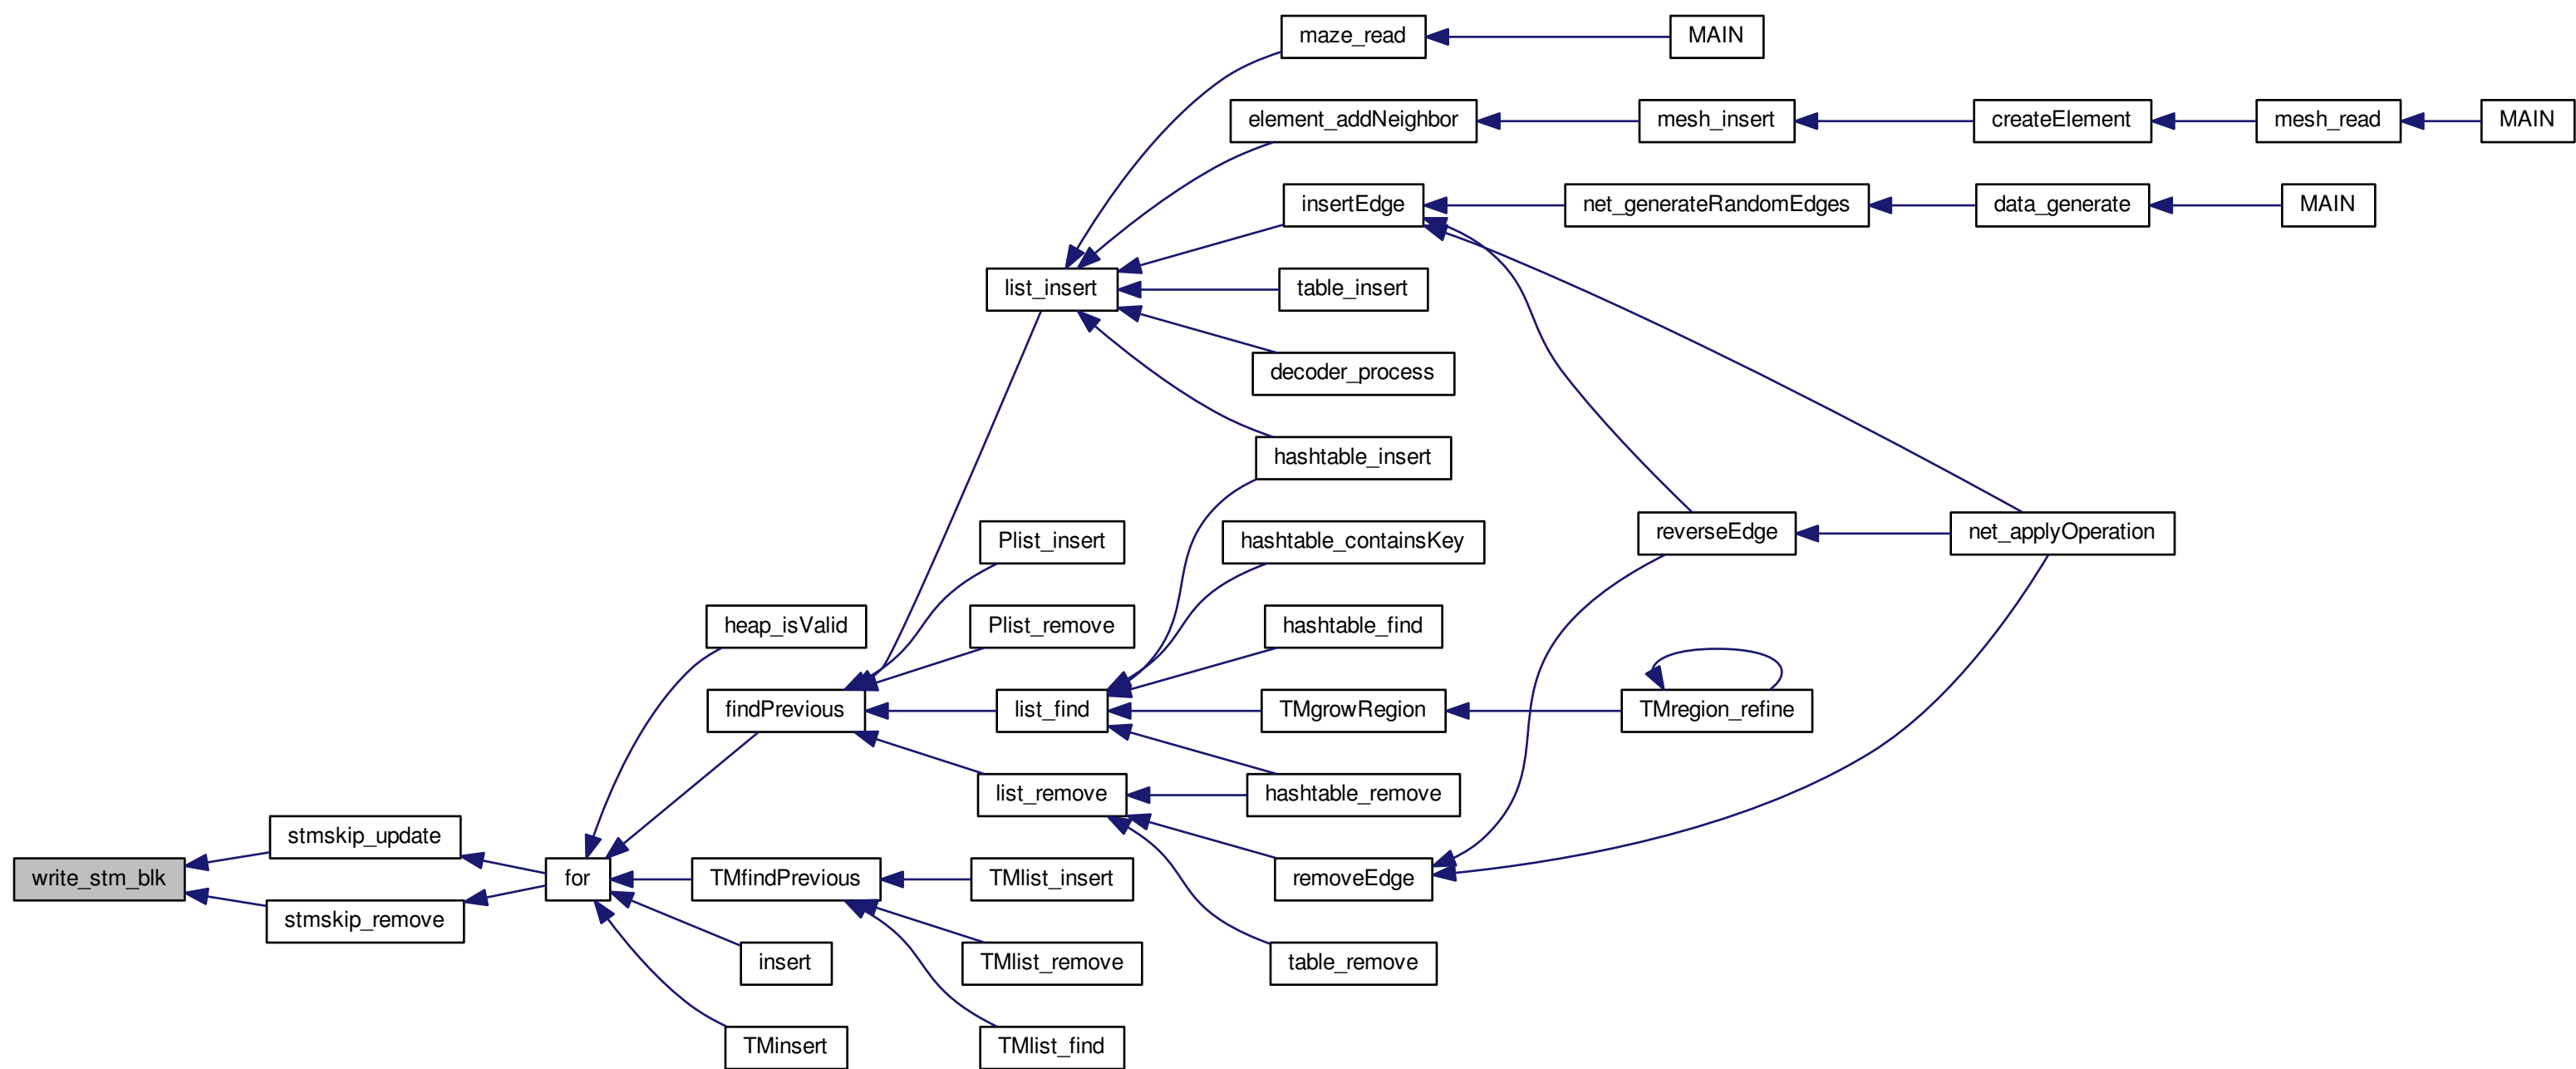 maze_read
MAIN
element_addNeighbor
mesh_insert
createElement
mesh_read
MAIN
insertEdge
net_generateRandomEdges
data_generate
MAIN
list_insert
table_insert
decoder_process
hashtable_insert
Plist_insert
hashtable_containsKey
reverseEdge
net_applyOperation
heap_isValid
Plist_remove
hashtable_find
findPrevious
list_find
TMgrowRegion
TMregion_refine
list_remove
hashtable_remove
stmskip_update
write_stm_blk
for
TMfindPrevious
TMlist_insert
removeEdge
stmskip_remove
insert
TMlist_remove
table_remove
TMinsert
TMlist_find